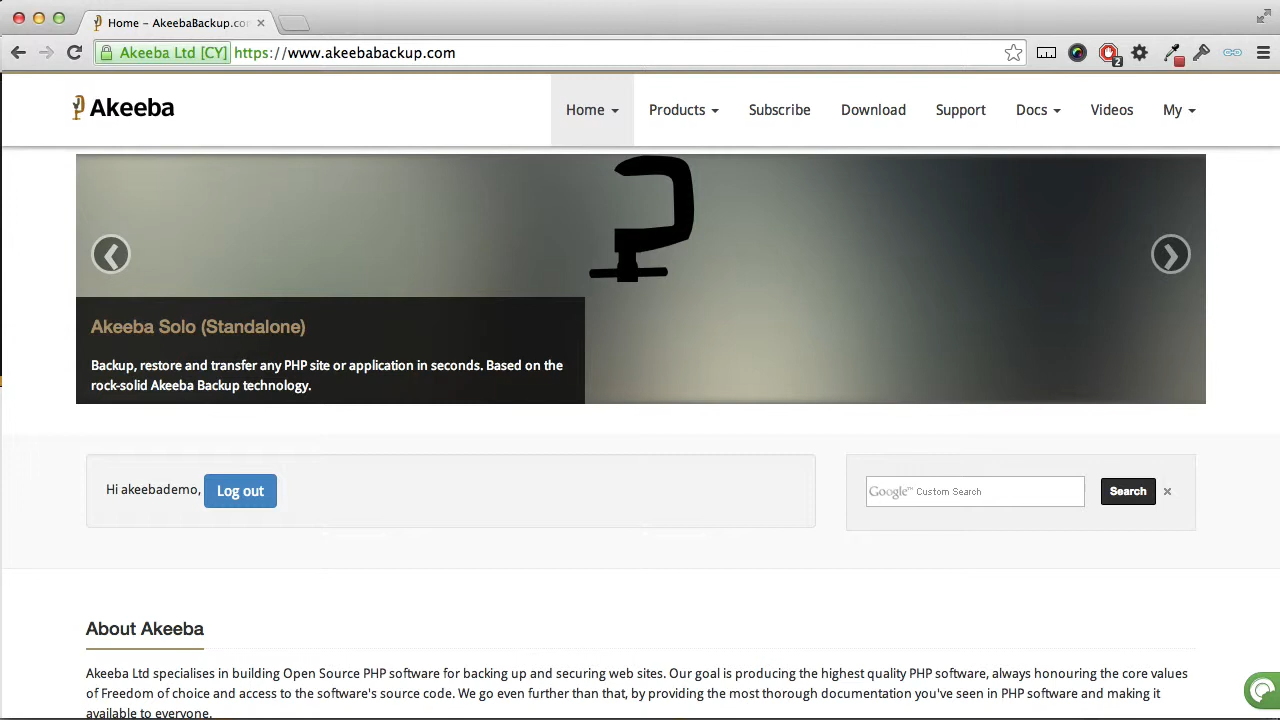 Home – AkeebaBackup.co
Akeeba Ltd [CY] https://www.akeebabackup.com
2
Akeeba
Home
Products
Subscribe
Download
Support
Docs
Videos
My
Akeeba Solo (Standalone)
Backup, restore and transfer any PHP site or application in seconds. Based on the
rock-solid Akeeba Backup technology.
Hi akeebademo, Log out
Google™ Custom Search
Search
About Akeeba
Akeeba Ltd specialises in building Open Source PHP software for backing up and securing web sites. Our goal is producing the highest quality PHP software, always honouring the core values
of Freedom of choice and access to the software's source code. We go even further than that, by providing the most thorough documentation you've seen in PHP software and making it
available to everyone.